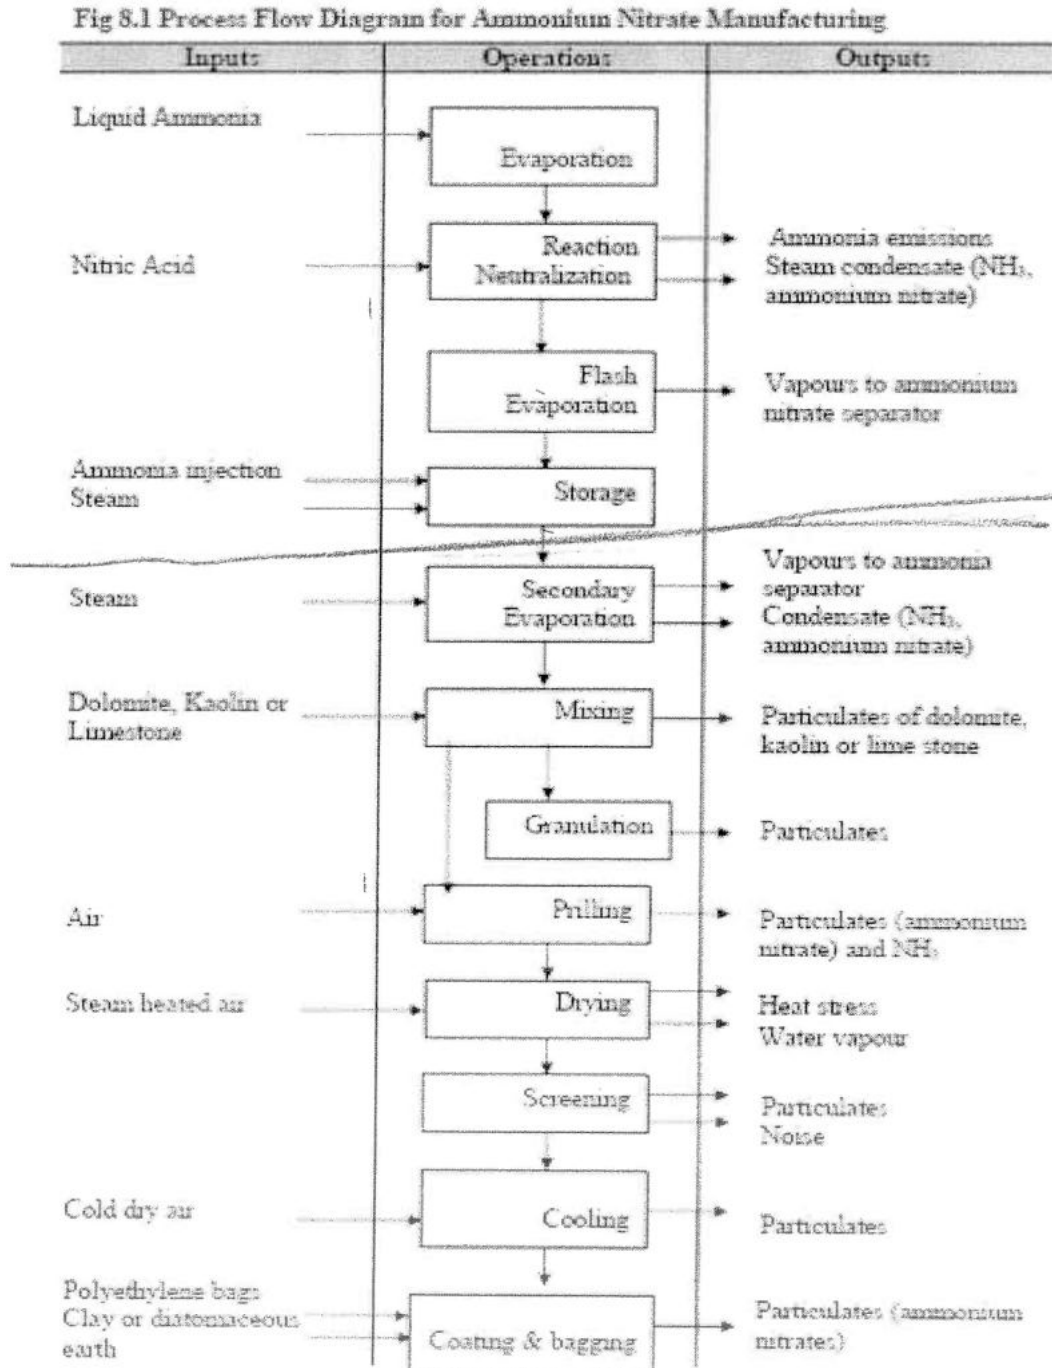 Fig 8.1 Process Flow Diagram for Ammonium Nitrate Manufacturing
Inputs Operations Outputs
Liquid Ammonia
Evaporation
Nitric Acid
Reaction
Neutralization
Ammonia emissions
Steam condensate (NH₃,
ammonium nitrate)
Flash
Evaporation
Vapours to ammonium
nitrate separator
Ammonia injection
Steam
Storage
Steam
Secondary
Evaporation
Vapours to ammonia
separator
Condensate (NH₃,
ammonium nitrate)
Dolomite, Kaolin or
Limestone
Mixing
Particulates of dolomite,
kaolin or lime stone
Granulation
Particulates
Air
Prilling
Particulates (ammonium
nitrate) and NH₃
Steam heated air
Drying
Heat stress
Water vapour
Screening
Particulates
Noise
Cold dry air
Cooling
Particulates
Polyethylene bags
Clay or diatomaceous
earth
Coating & bagging
Particulates (ammonium
nitrates)